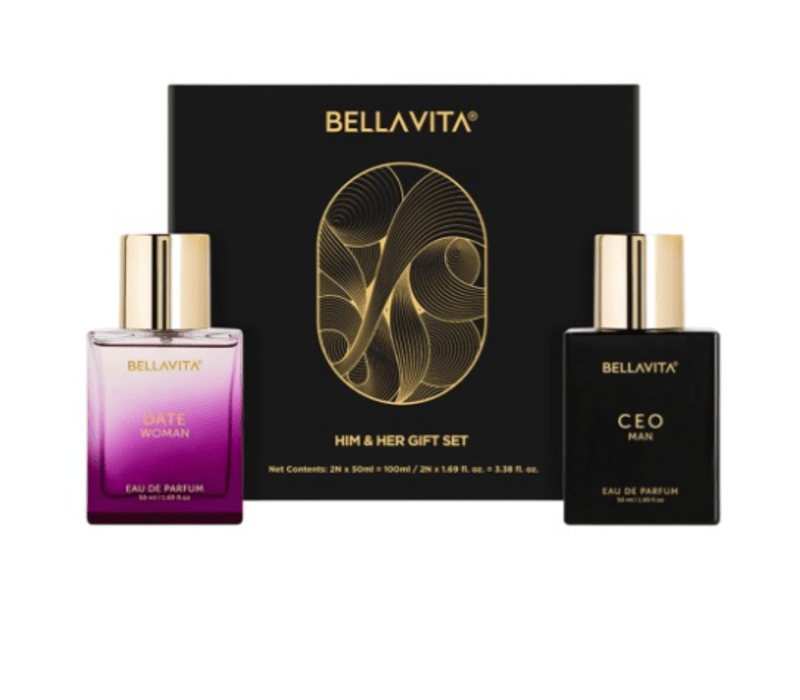 BELLAVITA®
HIM & HER GIFT SET
Net Contents: 2N x 50ml = 100ml / 2N x 1.69 fl. oz. = 3.38 fl. oz.
BELLAVITA®
DATE
WOMAN
EAU DE PARFUM
50 ml | 1.69 fl oz
BELLAVITA®
CEO
MAN
EAU DE PARFUM
50 ml | 1.69 fl oz